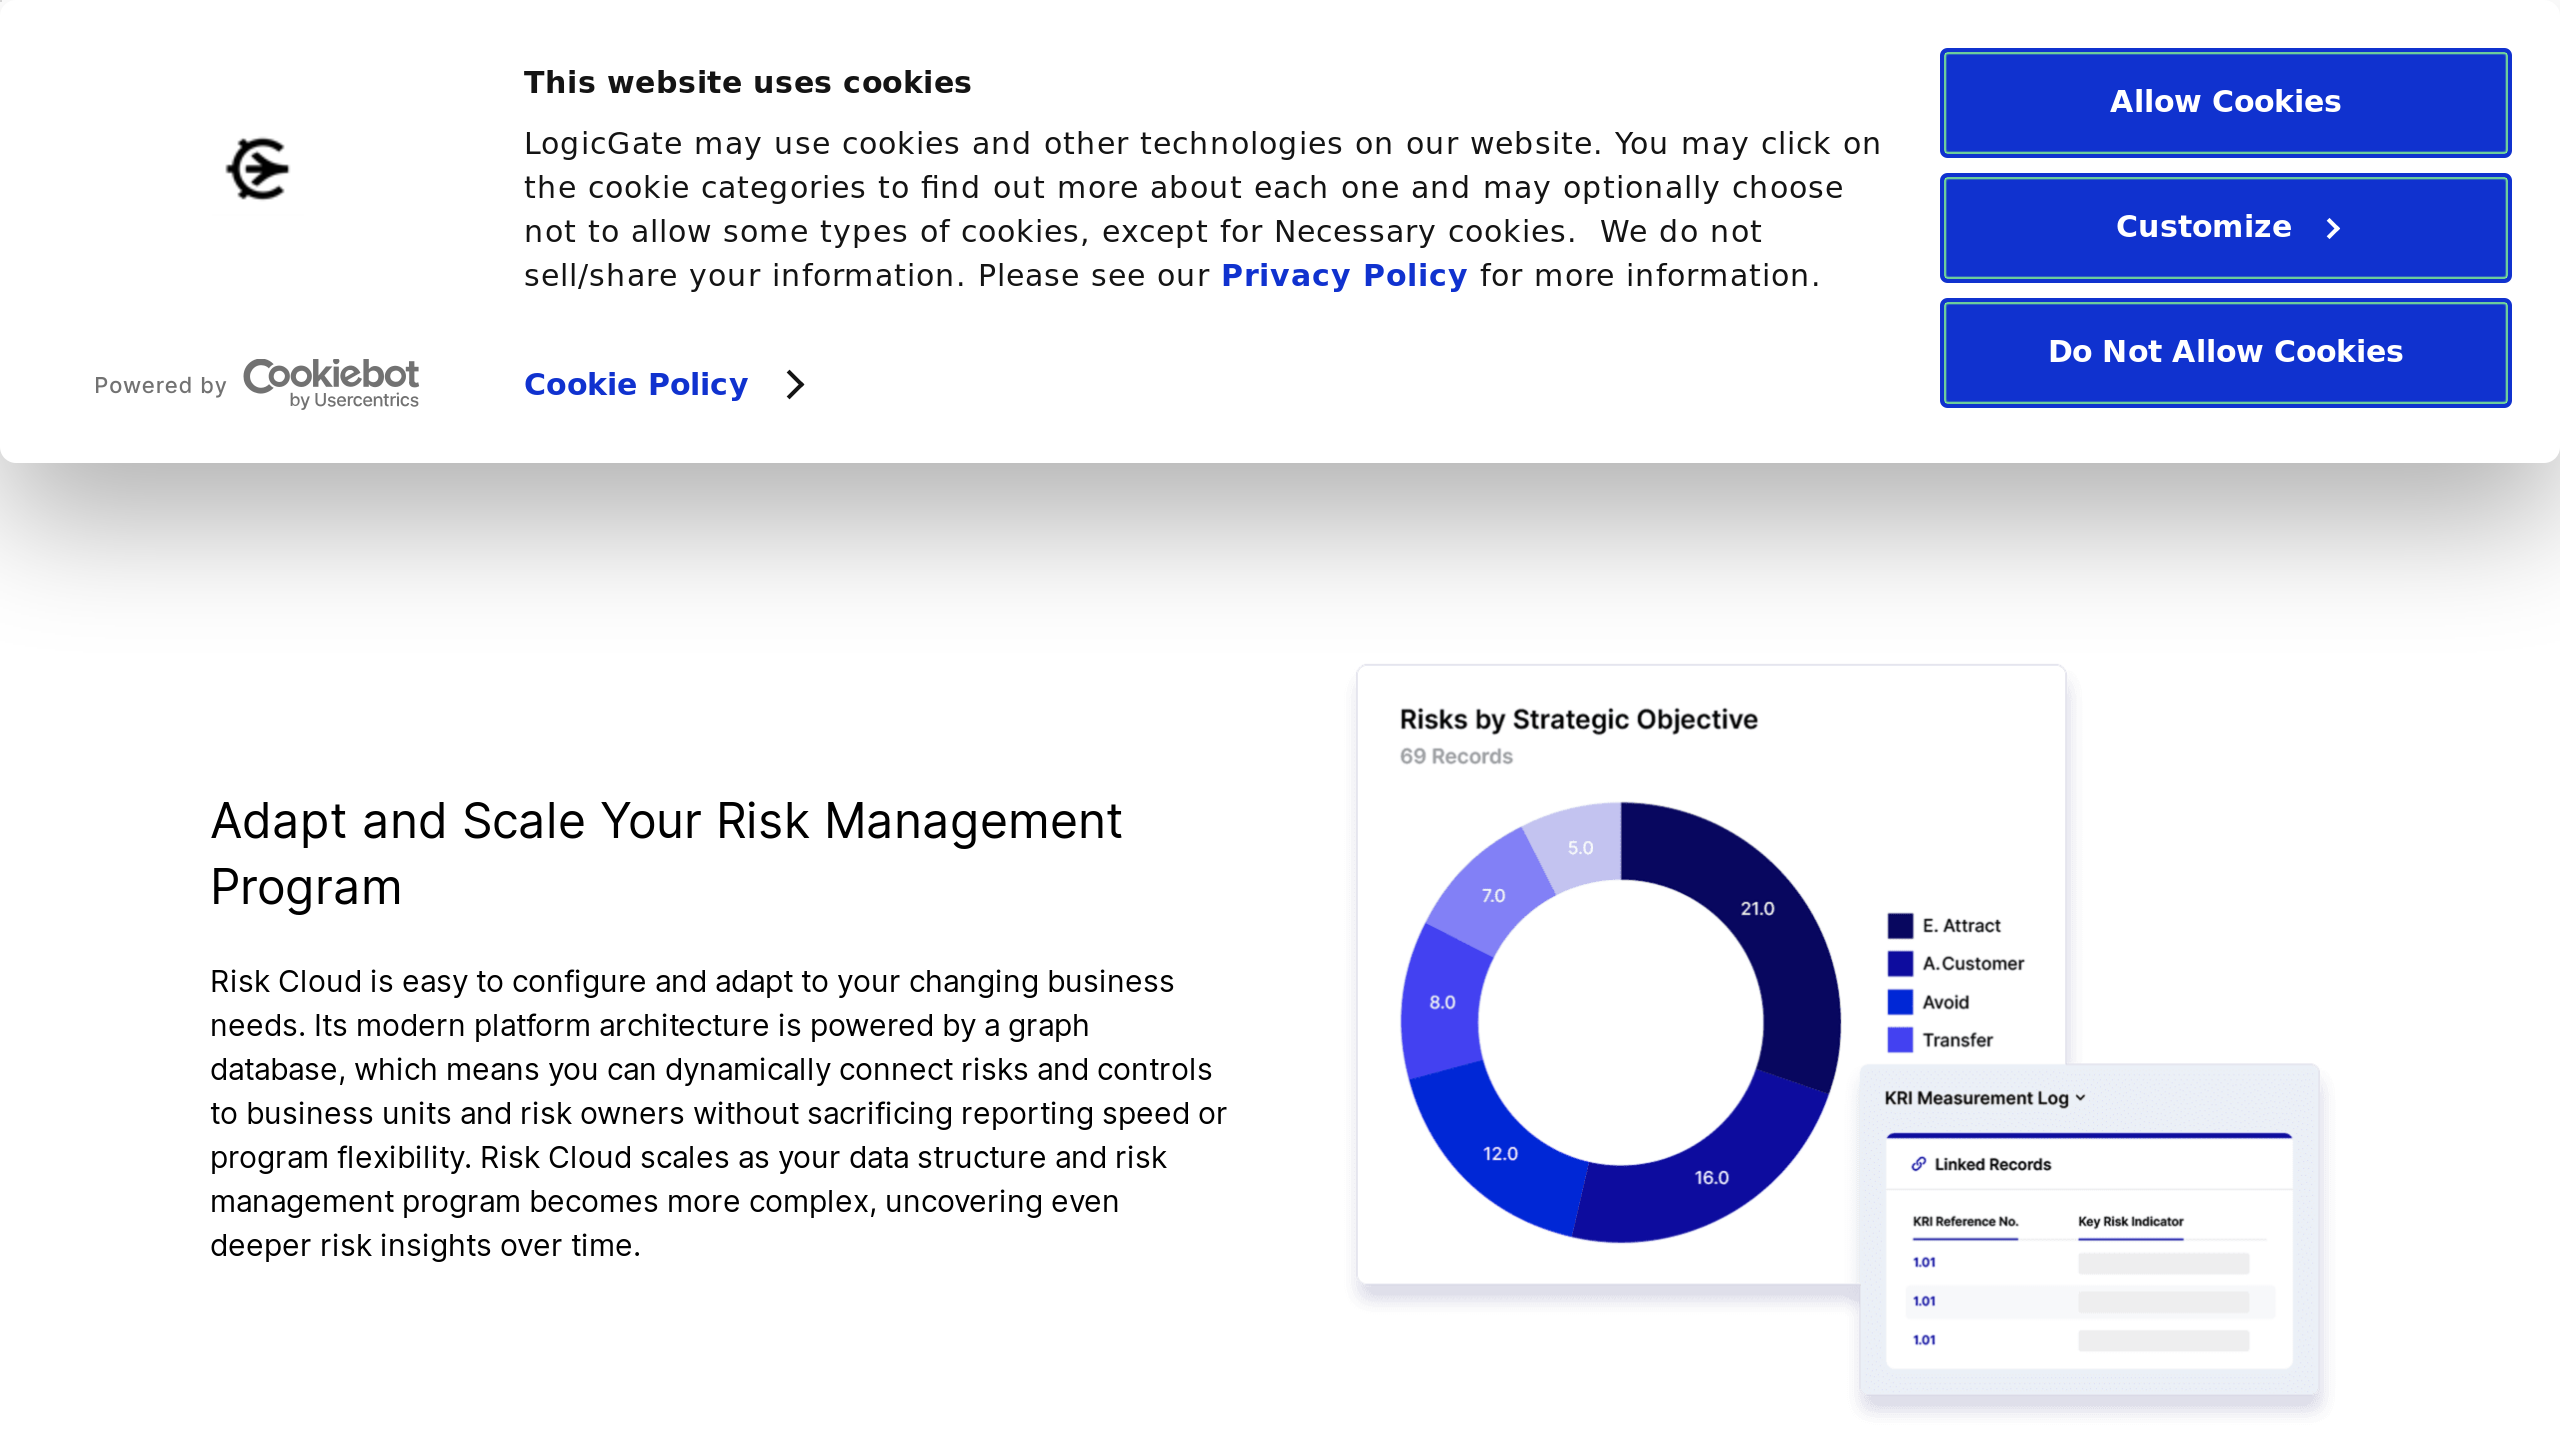 This website uses cookies
LogicGate may use cookies and other technologies on our website. You may click on
the cookie categories to find out more about each one and may optionally choose
not to allow some types of cookies, except for Necessary cookies.  We do not
sell/share your information. Please see our Privacy Policy for more information.
Powered by Cookiebot
by Usercentrics
Cookie Policy
Allow Cookies
Customize
Do Not Allow Cookies
Adapt and Scale Your Risk Management
Program
Risk Cloud is easy to configure and adapt to your changing business
needs. Its modern platform architecture is powered by a graph
database, which means you can dynamically connect risks and controls
to business units and risk owners without sacrificing reporting speed or
program flexibility. Risk Cloud scales as your data structure and risk
management program becomes more complex, uncovering even
deeper risk insights over time.
Risks by Strategic Objective
69 Records
5.0
7.0
21.0
8.0
12.0
16.0
E. Attract
A.Customer
Avoid
Transfer
KRI Measurement Log
Linked Records
KRI Reference No. Key Risk Indicator
1.01
1.01
1.01